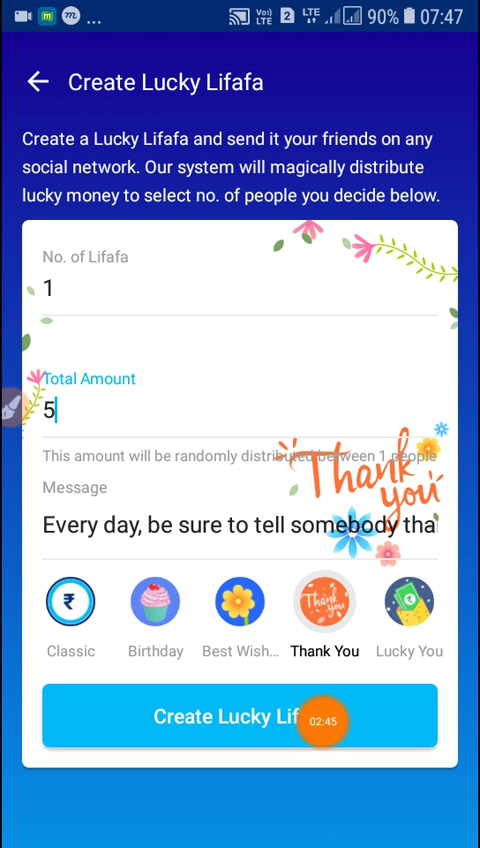 ... Vo) LTE 2 LTE 90% 07:47
Create Lucky Lifafa
Create a Lucky Lifafa and send it your friends on any
social network. Our system will magically distribute
lucky money to select no. of people you decide below.
No. of Lifafa
1
Total Amount
5
This amount will be randomly distributed between 1 people
Thank
you
Message
Every day, be sure to tell somebody tha
₹
Thank
you
Classic
Birthday
Best Wish...
Thank You
Lucky You
Create Lucky Lif
02:45